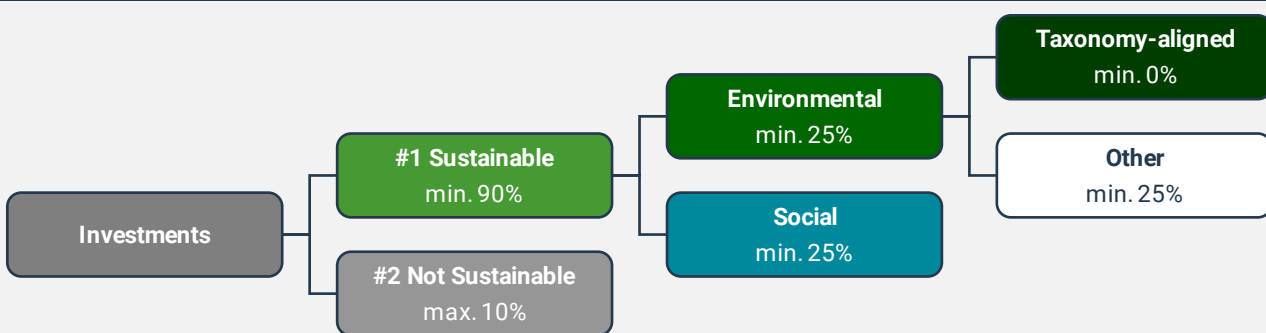 Investments
#1 Sustainable
min. 90%
#2 Not Sustainable
max. 10%
Environmental
min. 25%
Social
min. 25%
Taxonomy-aligned
min. 0%
Other
min. 25%